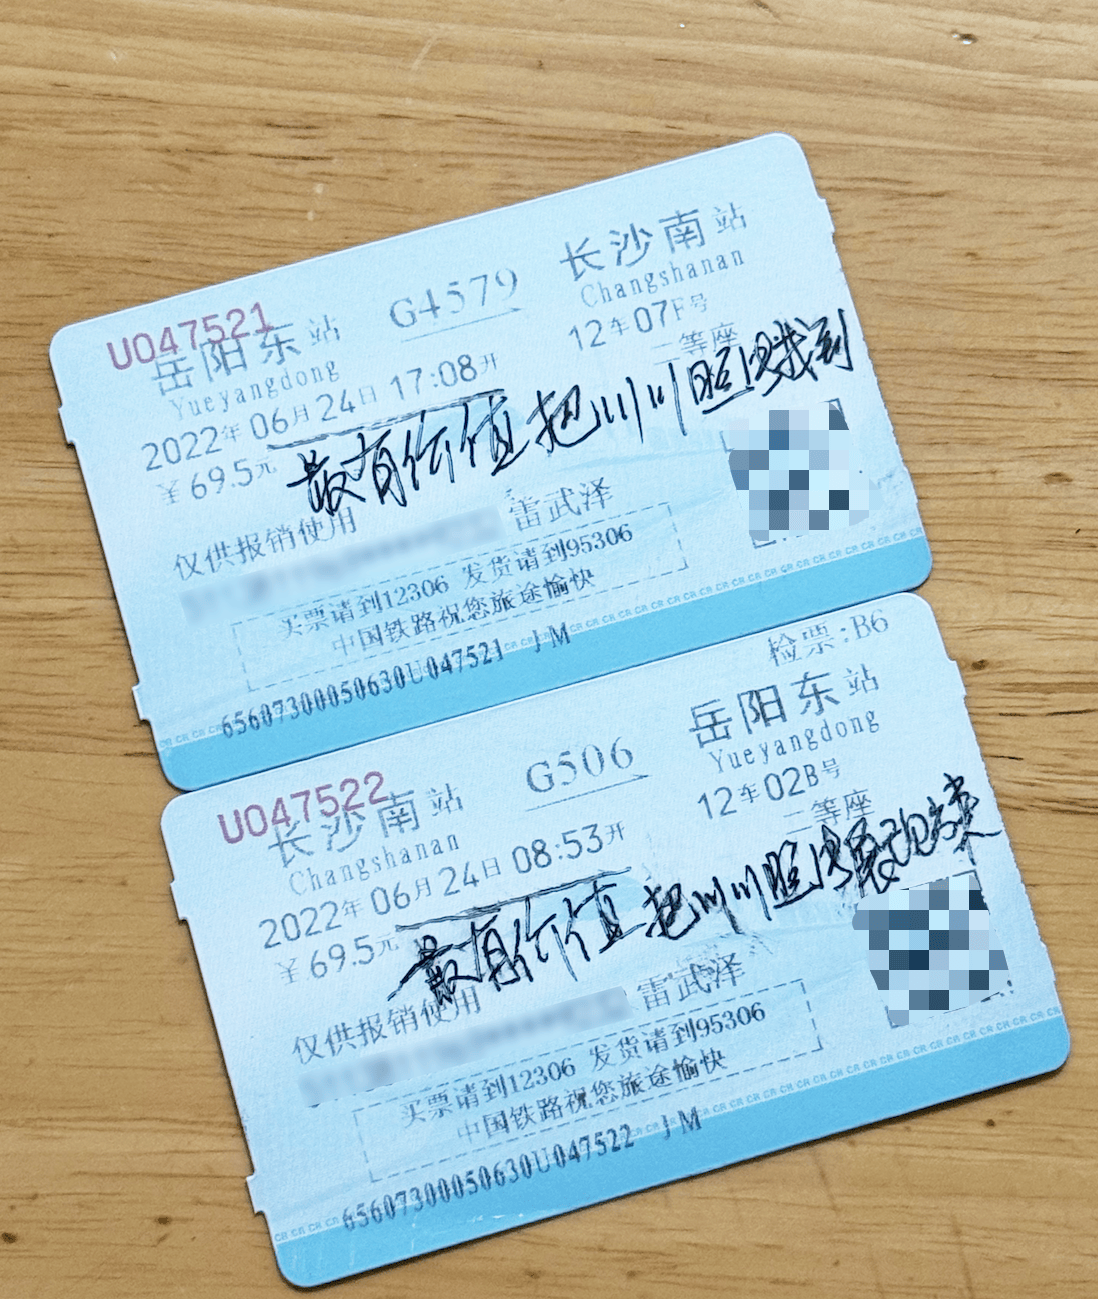 长沙南站
G4579
Changshanan
U047521
岳阳东站
12车07F号
Yueyangdong
二等座
2022年06月24日17:08开
¥69.5元
最有价值 把川川照
仅供报销使用
雷武泽
买票请到12306 发货请到95306
中国铁路祝您旅途愉快
6560730005063OU047521 JM
检票:B6
岳阳东站
G506
Yueyangdong
U047522
长沙南站
12车02B号
Changshanan
二等座
2022年06月24日08:53开
¥69.5元
最有价值 把川川照
仅供报销使用
雷武泽
买票请到12306 发货请到95306
中国铁路祝您旅途愉快
6560730005063OU047522 JM